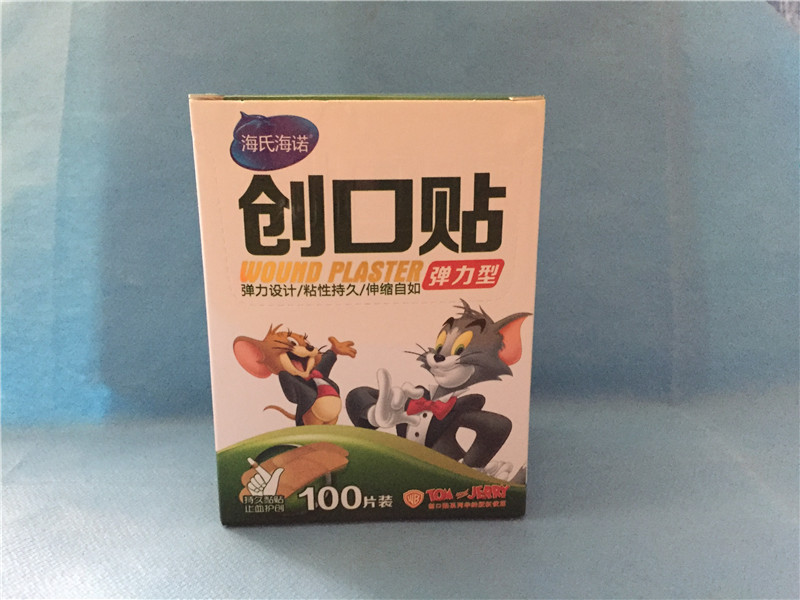 海氏海诺®
创口贴
WOUND PLASTER
弹力型
弹力设计/粘性持久/伸缩自如
持久黏贴
止血护创
100片装
WB
TOM and JERRY